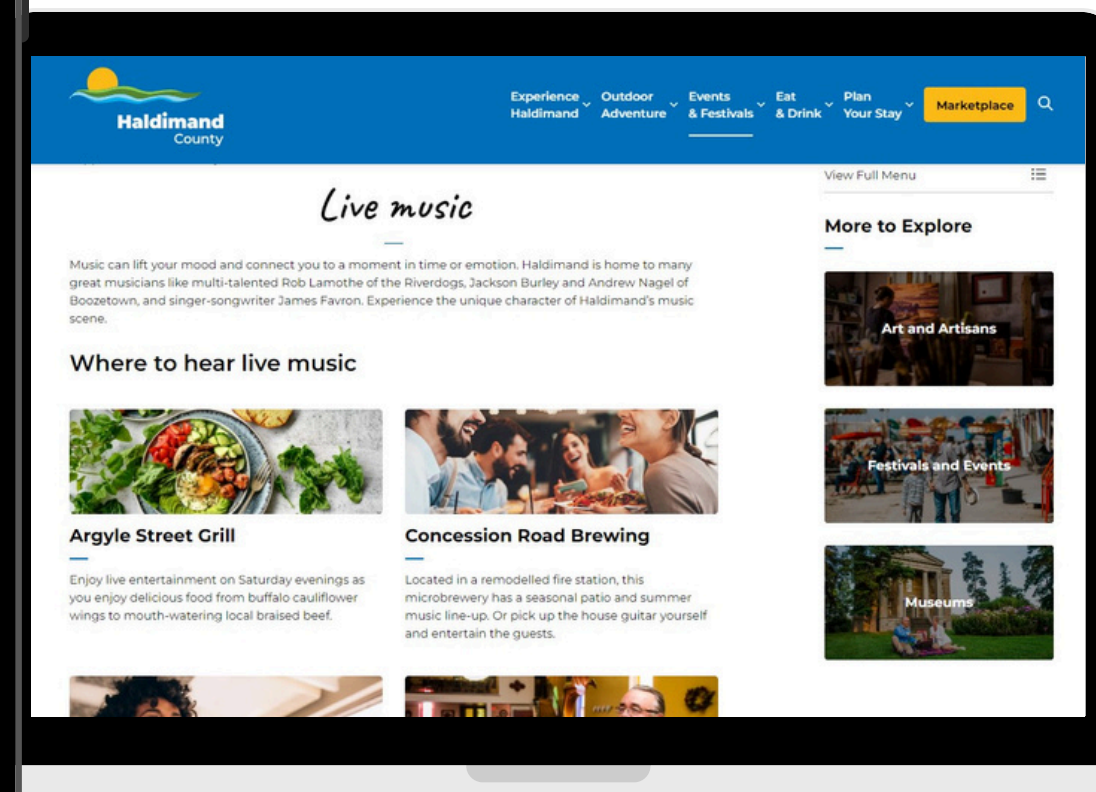 Haldimand
County
Experience
Haldimand
Outdoor
Adventure
Events
& Festivals
Eat
& Drink
Plan
Your Stay
Marketplace
Live music
Music can lift your mood and connect you to a moment in time or emotion. Haldimand is home to many
great musicians like multi-talented Rob Lamothe of the Riverdogs, Jackson Burley and Andrew Nagel of
Boozetown, and singer-songwriter James Favron. Experience the unique character of Haldimand's music
scene.
Where to hear live music
Argyle Street Grill
Enjoy live entertainment on Saturday evenings as
you enjoy delicious food from buffalo cauliflower
wings to mouth-watering local braised beef.
Concession Road Brewing
Located in a remodelled fire station, this
microbrewery has a seasonal patio and summer
music line-up. Or pick up the house guitar yourself
and entertain the guests.
View Full Menu
More to Explore
Art and Artisans
Festivals and Events
Museums